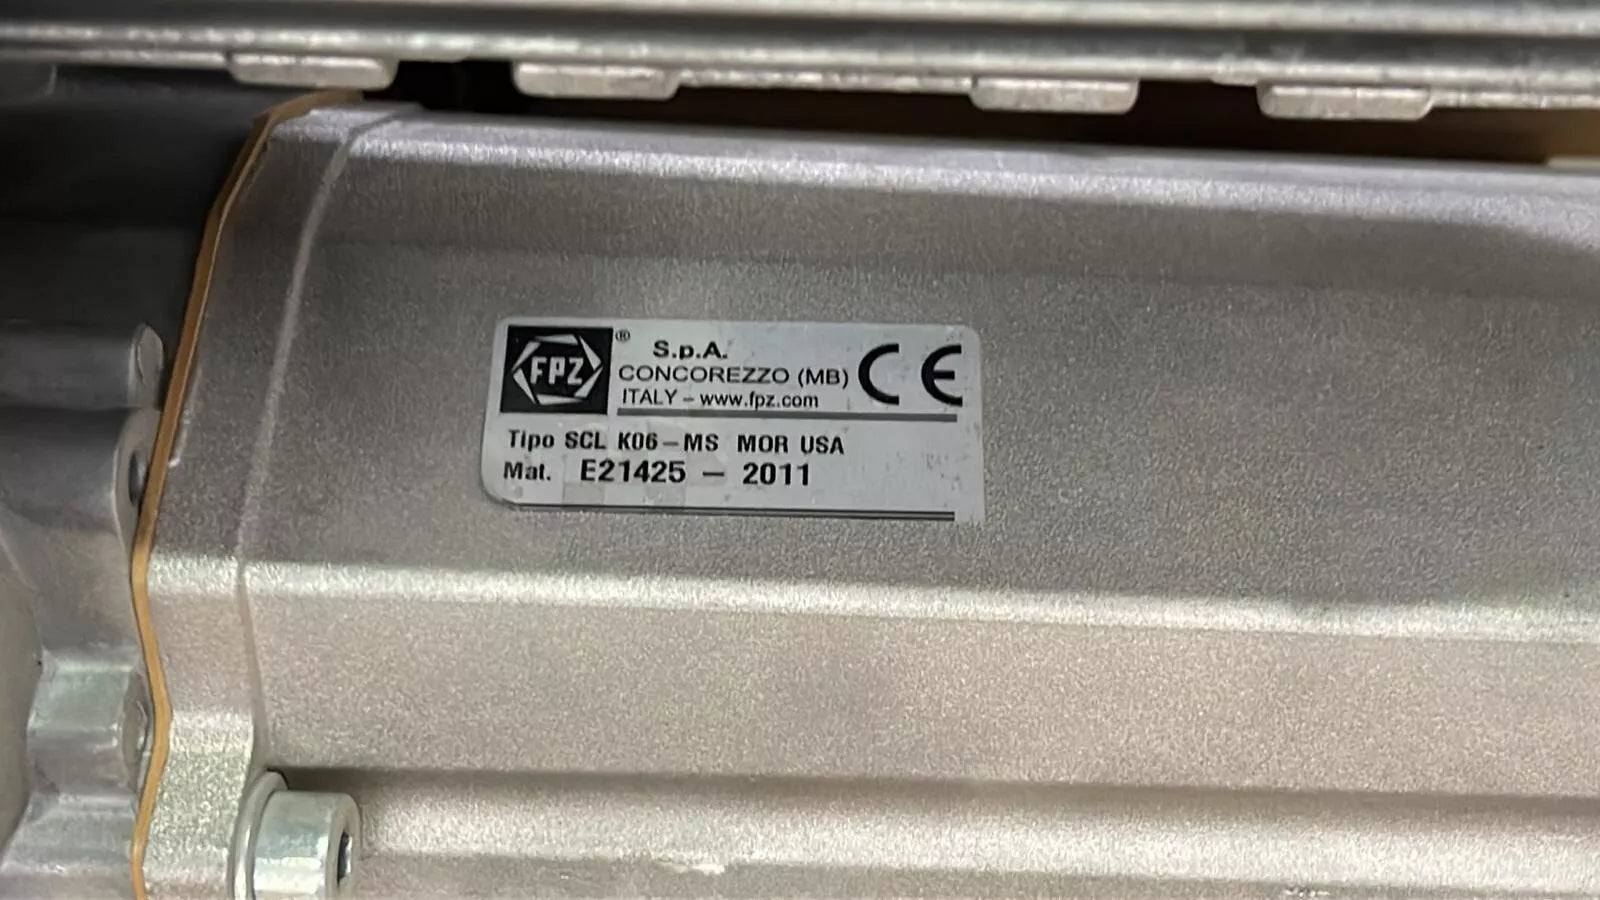 FPZ ® S.p.A.
CONCOREZZO (MB)
ITALY - www.fpz.com
CE
Tipo SCL K06-MS MOR USA
Mat. E21425 - 2011